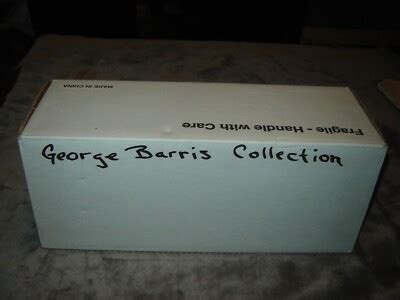 MADE IN CHINA
Fragile - Handle with Care
George Barris Collection